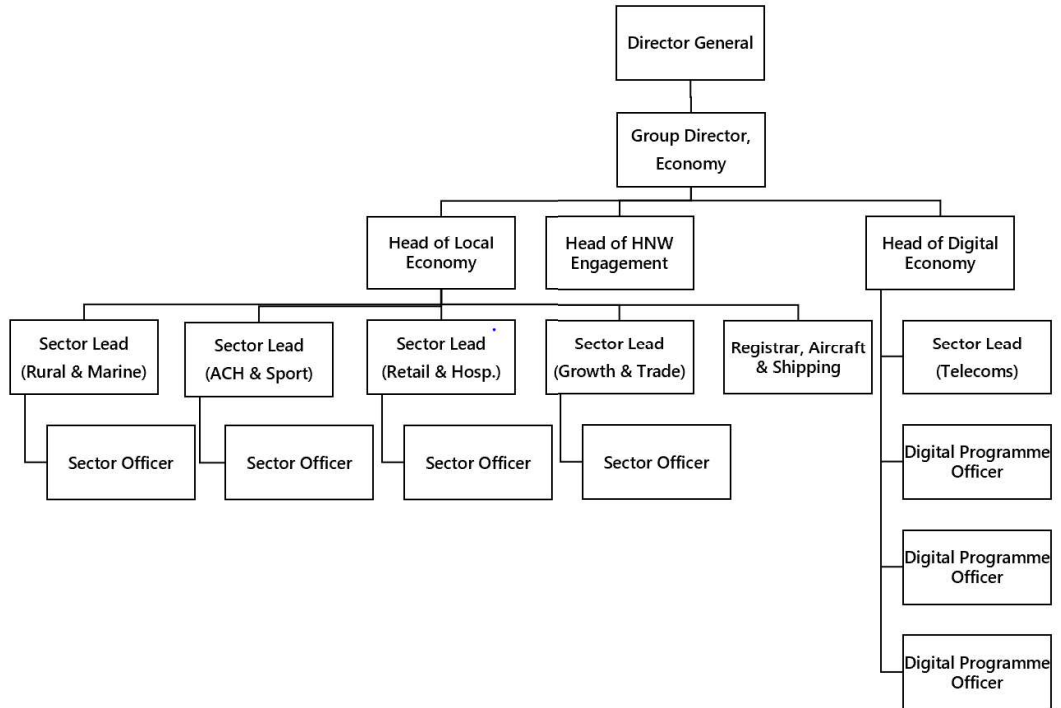 Director General
Group Director,
Economy
Head of Local
Economy
Head of HNW
Engagement
Head of Digital
Economy
Sector Lead
(Rural & Marine)
Sector Lead
(ACH & Sport)
Sector Lead
(Retail & Hosp.)
Sector Lead
(Growth & Trade)
Registrar, Aircraft
& Shipping
Sector Lead
(Telecoms)
Sector Officer
Sector Officer
Sector Officer
Sector Officer
Digital Programme
Officer
Digital Programme
Officer
Digital Programme
Officer